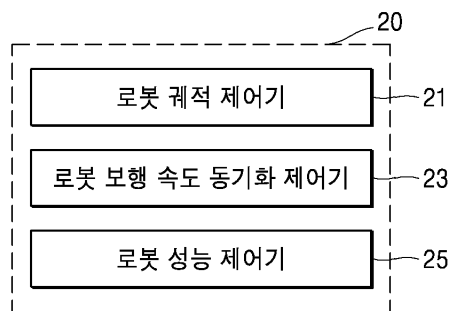 20
로봇 궤적 제어기 21
로봇 보행 속도 동기화 제어기 23
로봇 성능 제어기 25